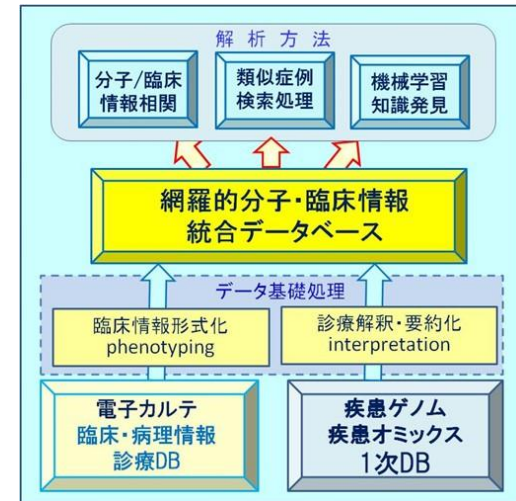 解析方法
分子/臨床
情報相関
類似症例
検索処理
機械学習
知識発見
網羅的分子・臨床情報
統合データベース
データ基礎処理
臨床情報形式化
phenotyping
診療解釈・要約化
interpretation
電子カルテ
臨床・病理情報
診療DB
疾患ゲノム
疾患オミックス
1次DB